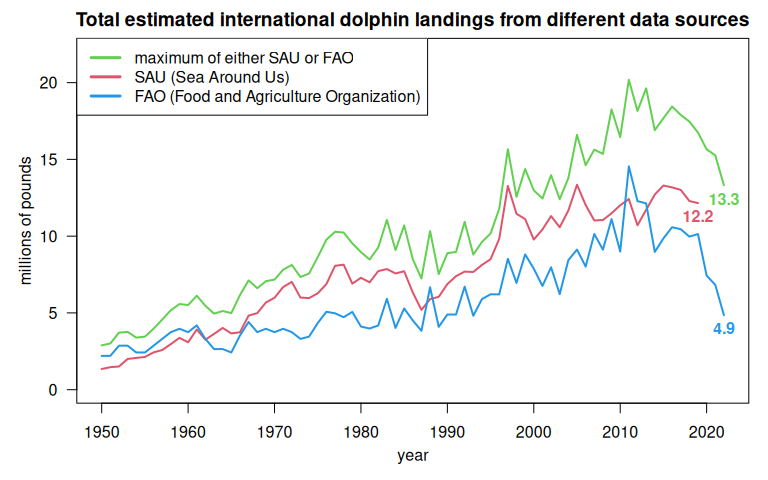 Total estimated international dolphin landings from different data sources
maximum of either SAU or FAO
SAU (Sea Around Us)
FAO (Food and Agriculture Organization)
millions of pounds
20
15
10
5
0
13.3
12.2
4.9
1950 1960 1970 1980 1990 2000 2010 2020
year